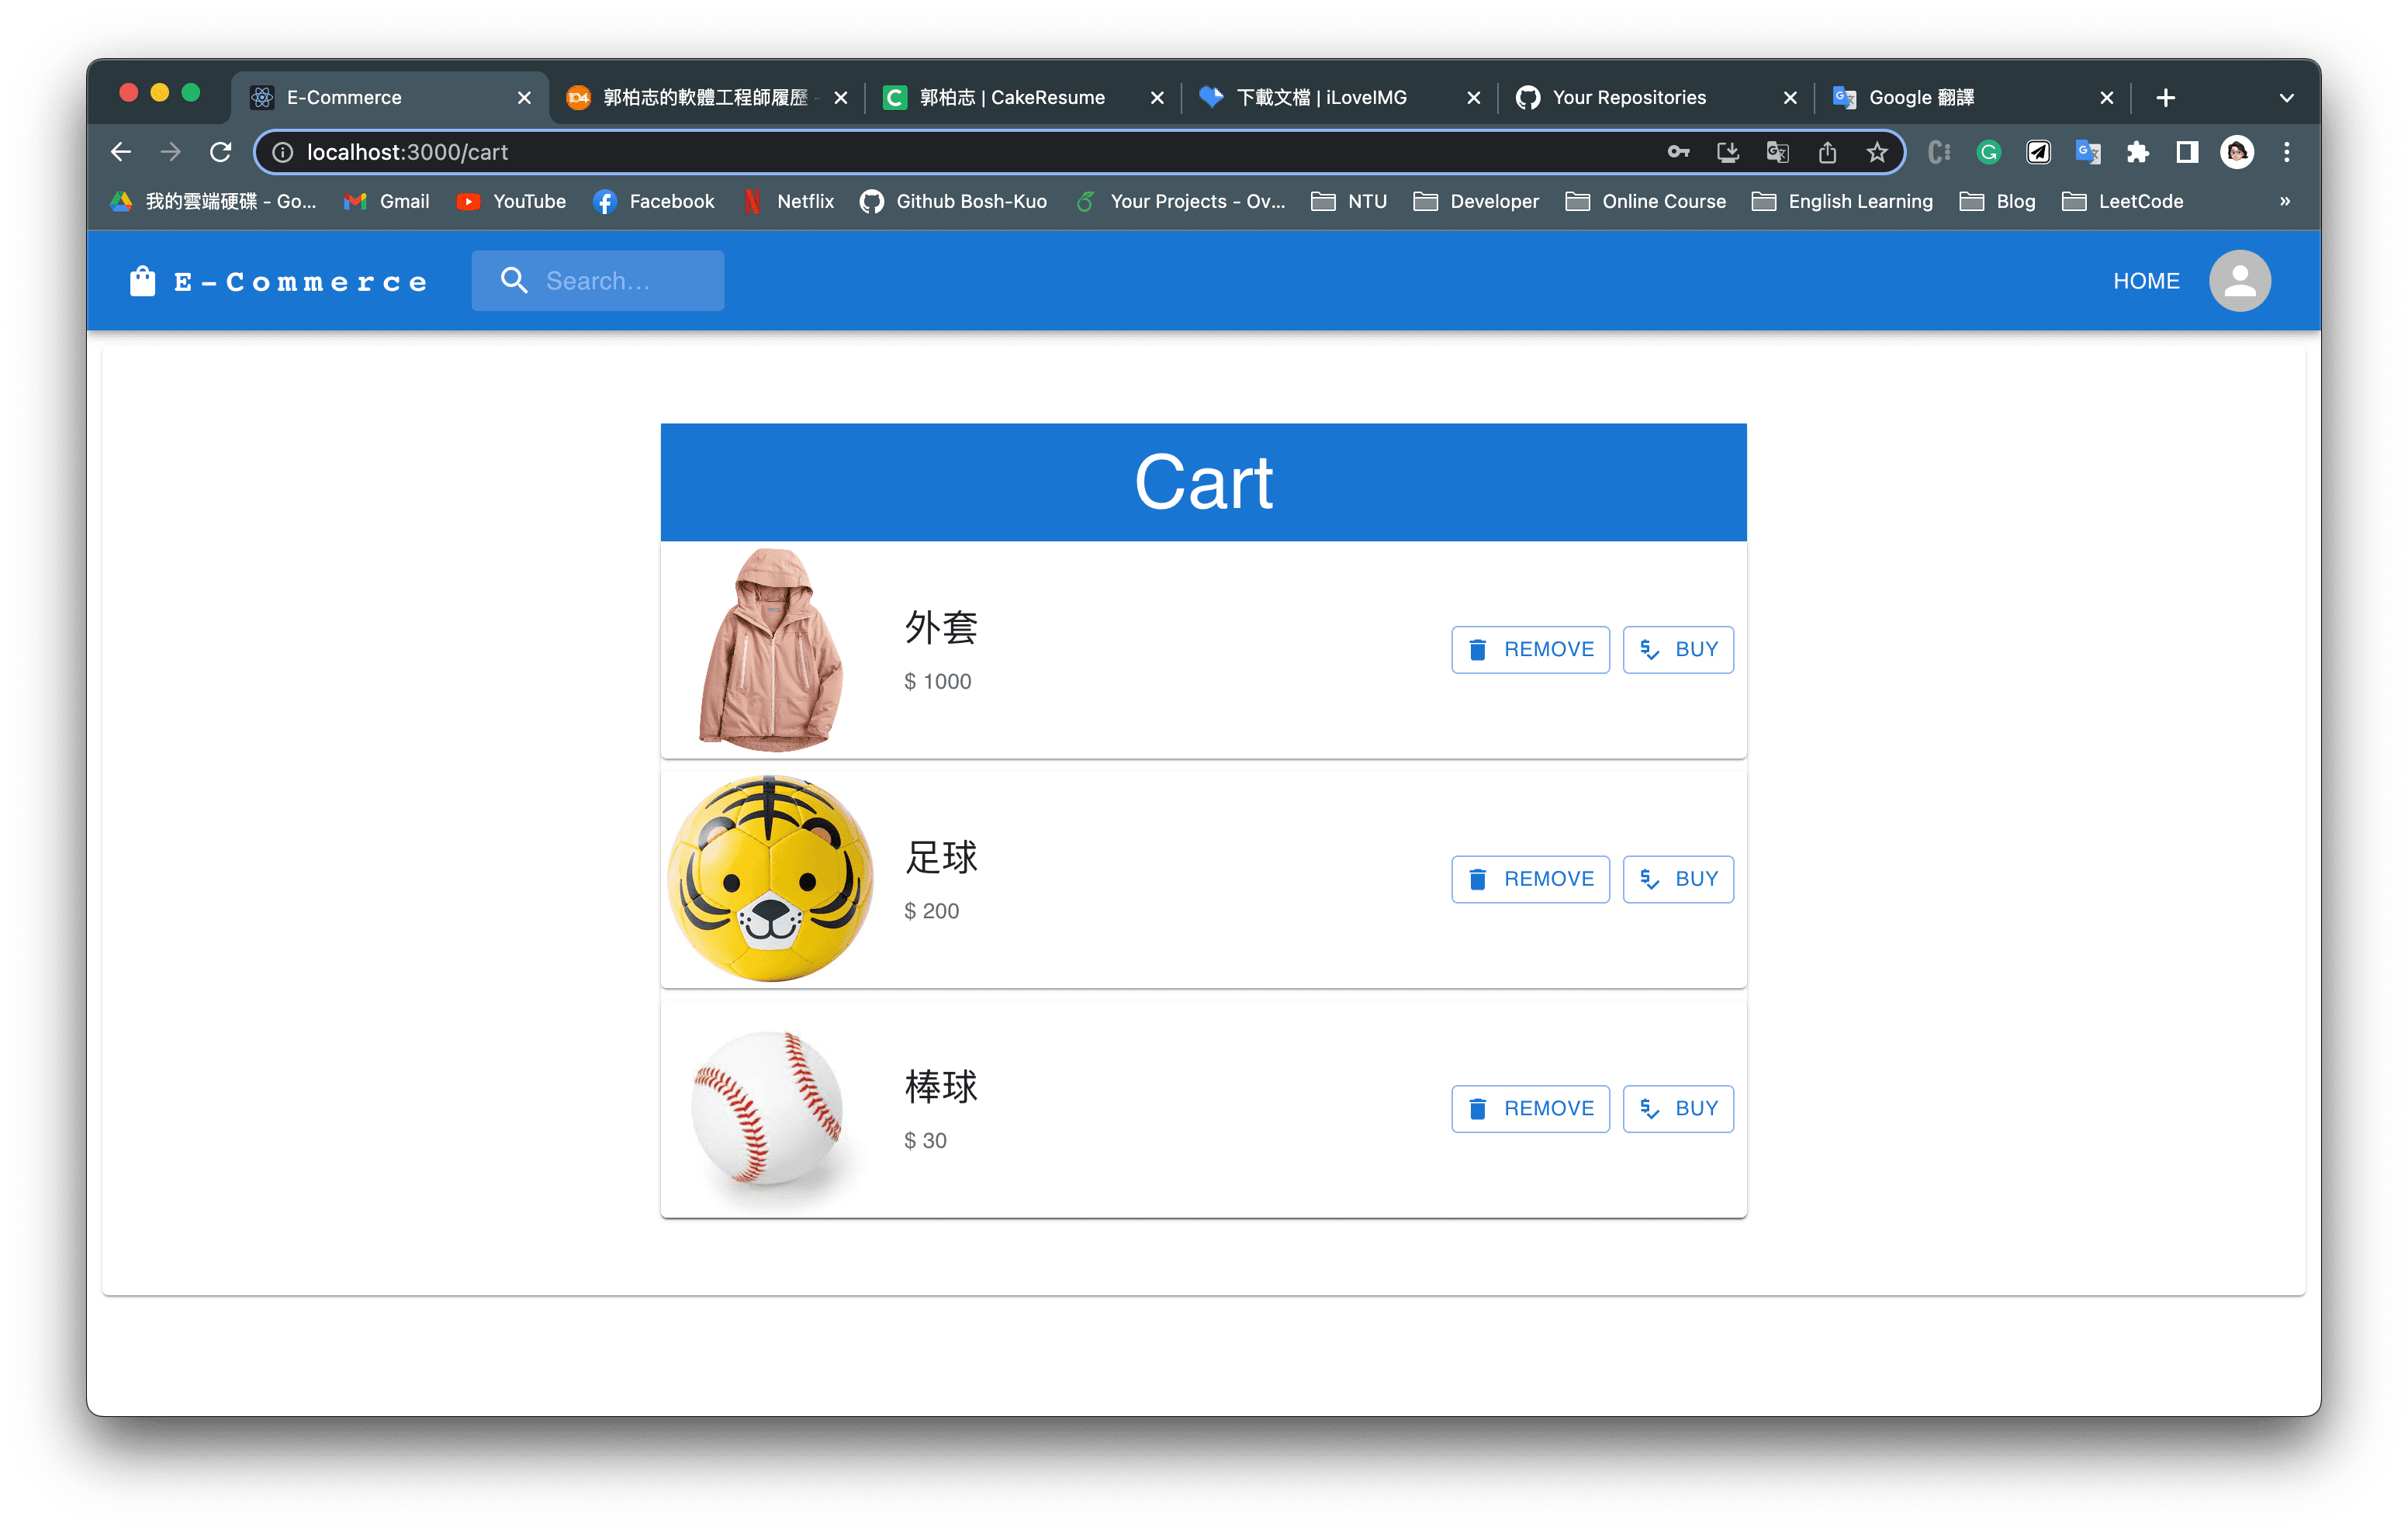 E-Commerce
104 郭柏志的軟體工程師履歷 -
C 郭柏志 | CakeResume
下載文檔 | iLoveIMG
Your Repositories
Google 翻譯
localhost:3000/cart
我的雲端硬碟 - Go...
Gmail
YouTube
Facebook
Netflix
Github Bosh-Kuo
Your Projects - Ov...
NTU
Developer
Online Course
English Learning
Blog
LeetCode
»
E-Commerce
Search...
HOME
Cart
外套
$ 1000
REMOVE
BUY
足球
$ 200
REMOVE
BUY
棒球
$ 30
REMOVE
BUY